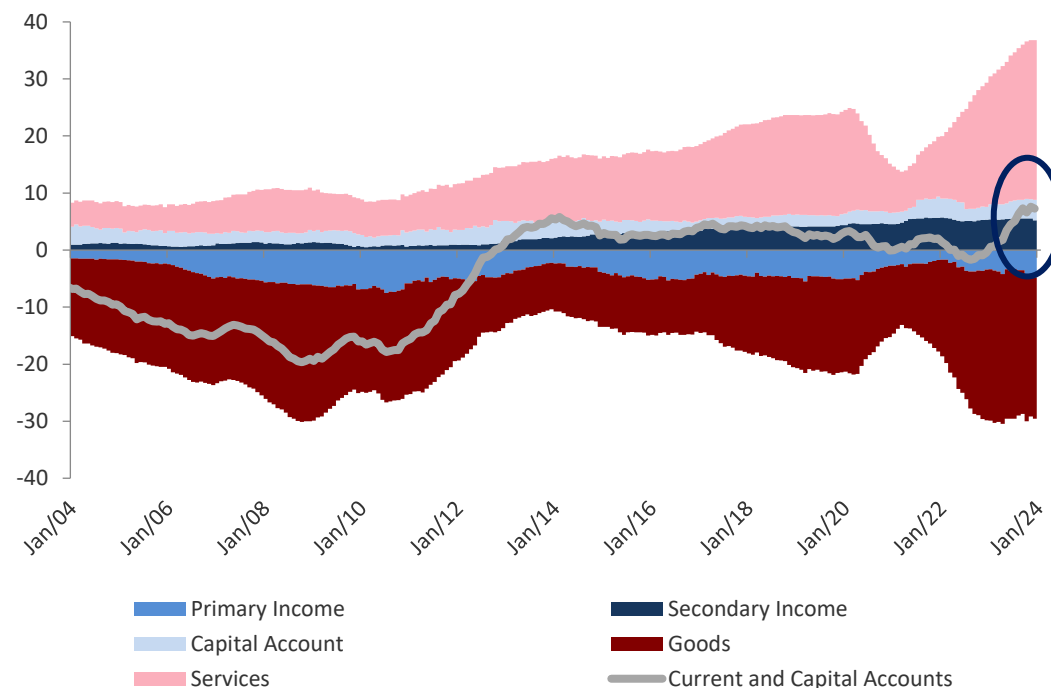 40
30
20
10
0
-10
-20
-30
-40
Jan/04
Jan/06
Jan/08
Jan/10
Jan/12
Jan/14
Jan/16
Jan/18
Jan/20
Jan/22
Jan/24
Primary Income
Secondary Income
Capital Account
Goods
Services
Current and Capital Accounts